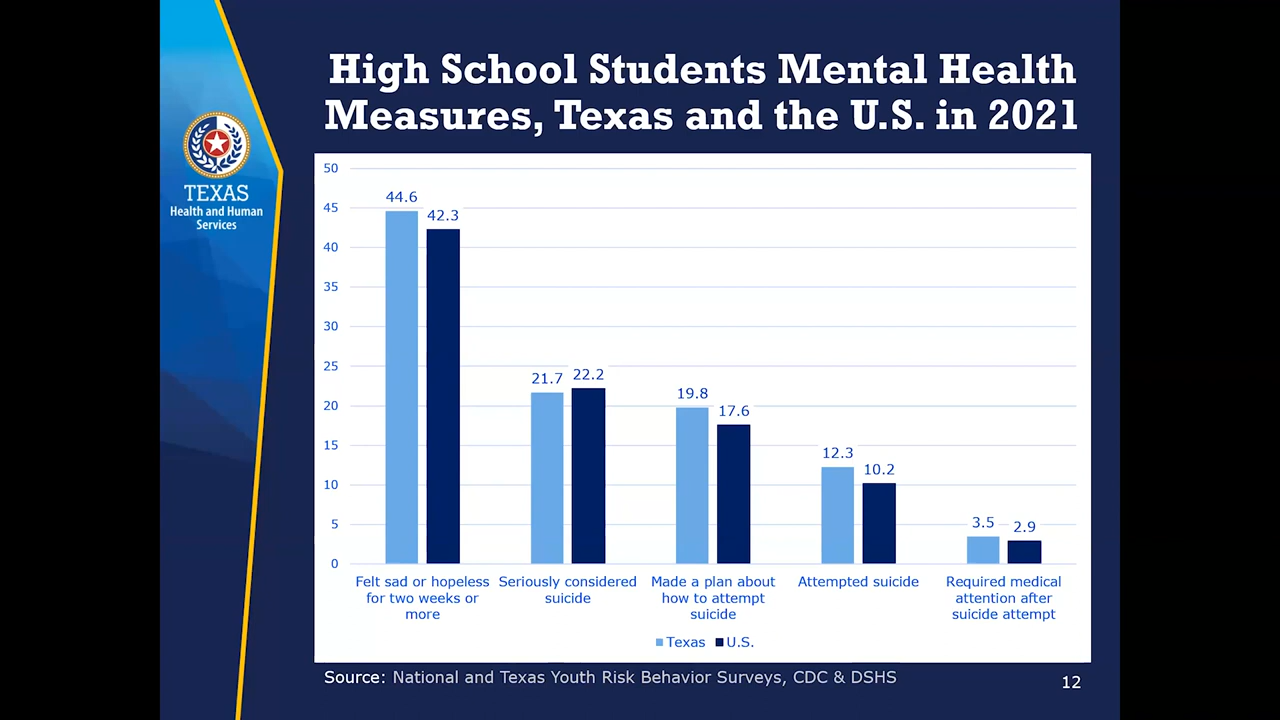 High School Students Mental Health
Measures, Texas and the U.S. in 2021
TEXAS
Health and Human
Services
50
45
40
35
30
25
20
15
10
5
0
44.6
42.3
21.7
22.2
19.8
17.6
12.3
10.2
3.5
2.9
Felt sad or hopeless
for two weeks or
more
Seriously considered
suicide
Made a plan about
how to attempt
suicide
Attempted suicide
Required medical
attention after
suicide attempt
Texas
U.S.
Source: National and Texas Youth Risk Behavior Surveys, CDC & DSHS
12